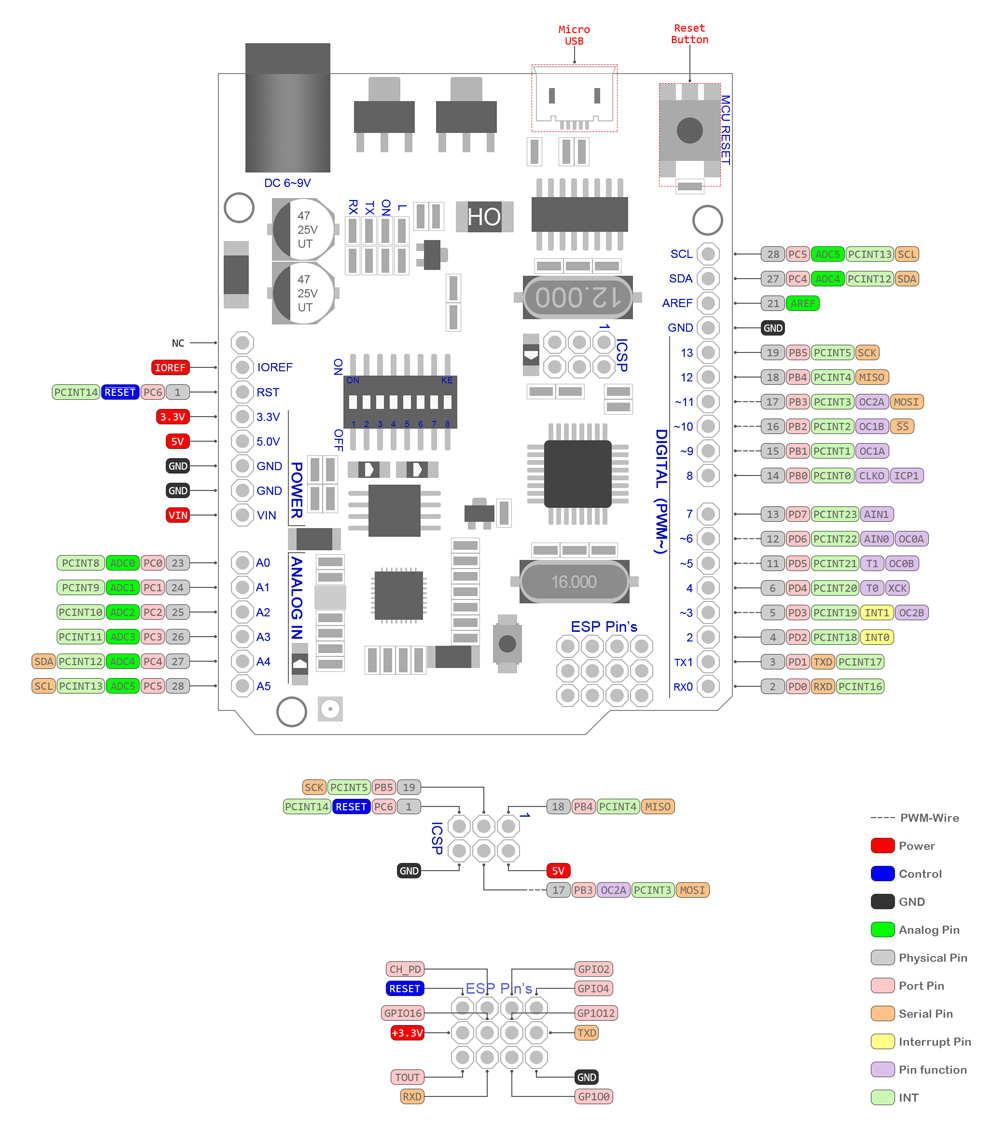 Micro
USB
Reset
Button
MCU RESET
DC 6~9V
47
25V
UT
47
25V
UT
RX
TX
ON
L
OH
12.000
1
ICSP
ON
ON KE
1 2 3 4 5 6 7 8
OFF
NC
IOREF IOREF
PCINT14 RESET PC6 1 RST
3.3V 3.3V
5V 5.0V
GND GND
GND GND
VIN VIN
POWER
PCINT8 ADC0 PC0 23 A0
PCINT9 ADC1 PC1 24 A1
PCINT10 ADC2 PC2 25 A2
PCINT11 ADC3 PC3 26 A3
SDA PCINT12 ADC4 PC4 27 A4
SCL PCINT13 ADC5 PC5 28 A5
ANALOG IN
16.000
ESP Pin's
DIGITAL (PWM~)
SCL 28 PC5 ADC5 PCINT13 SCL
SDA 27 PC4 ADC4 PCINT12 SDA
AREF 21 AREF
GND GND
13 19 PB5 PCINT5 SCK
12 18 PB4 PCINT4 MISO
~11 17 PB3 PCINT3 OC2A MOSI
~10 16 PB2 PCINT2 OC1B SS
~9 15 PB1 PCINT1 OC1A
8 14 PB0 PCINT0 CLKO ICP1
7 13 PD7 PCINT23 AIN1
~6 12 PD6 PCINT22 AIN0 OC0A
~5 11 PD5 PCINT21 T1 OC0B
4 6 PD4 PCINT20 T0 XCK
~3 5 PD3 PCINT19 INT1 OC2B
2 4 PD2 PCINT18 INT0
TX1 3 PD1 TXD PCINT17
RX0 2 PD0 RXD PCINT16
SCK PCINT5 PB5 19
PCINT14 RESET PC6 1
18 PB4 PCINT4 MISO
ICSP
1
GND
5V
17 PB3 OC2A PCINT3 MOSI
CH_PD
GPIO2
RESET
ESP Pin's
GPIO4
GPIO16
GP1O12
+3.3V
TXD
TOUT
GND
RXD
GP1O0
PWM-Wire
Power
Control
GND
Analog Pin
Physical Pin
Port Pin
Serial Pin
Interrupt Pin
Pin function
INT